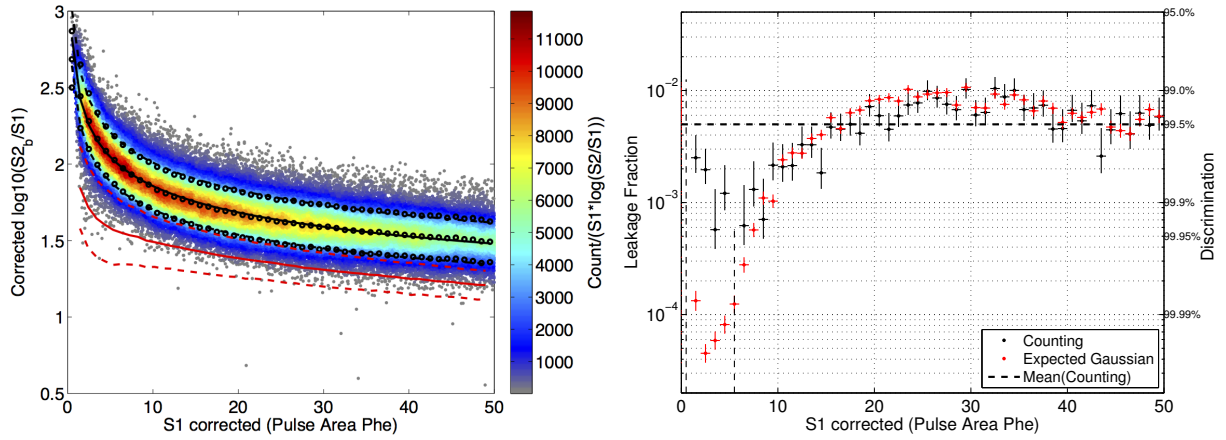 3
2.5
2
1.5
1
0.5
Corrected log10(S2_b/S1)
0 10 20 30 40 50
S1 corrected (Pulse Area Phe)
11000
10000
9000
8000
7000
6000
5000
4000
3000
2000
1000
Count/(S1*log(S2/S1))
10^-2
10^-3
10^-4
Leakage Fraction
95.0%
99.0%
99.5%
99.9%
99.95%
99.99%
Discrimination
Counting
Expected Gaussian
Mean(Counting)
0 10 20 30 40 50
S1 corrected (Pulse Area Phe)